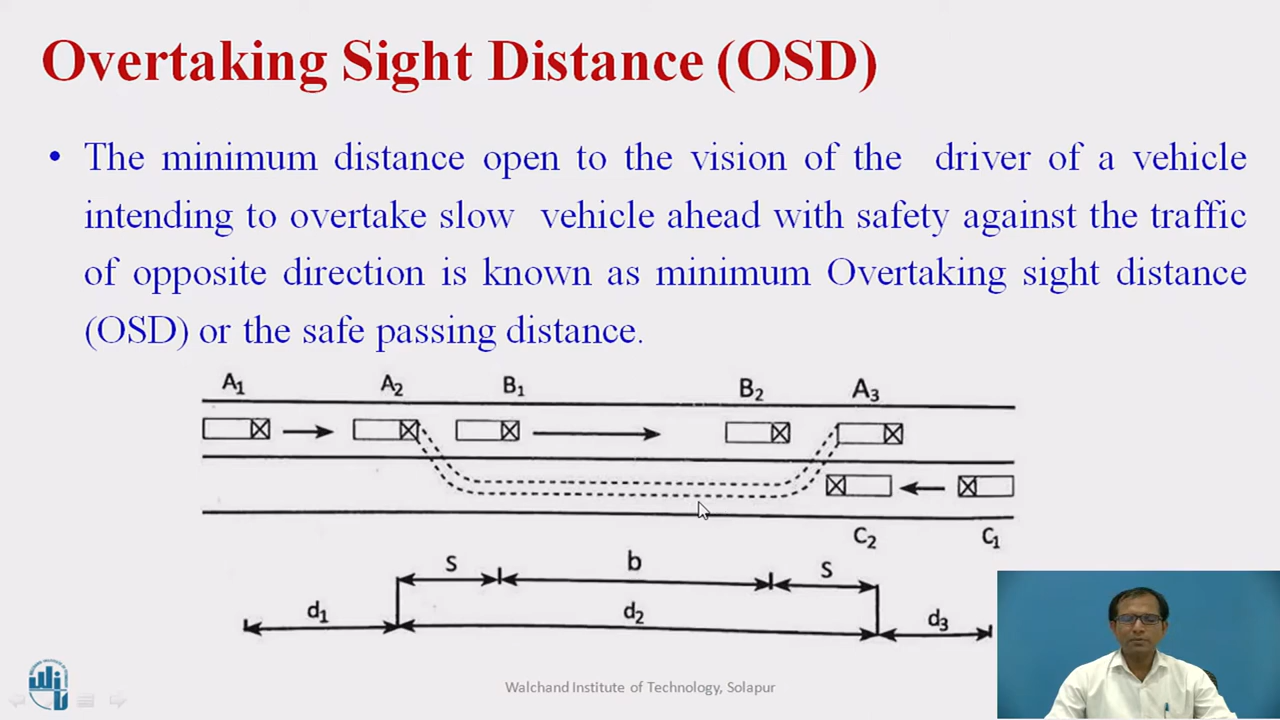 Overtaking Sight Distance (OSD)
• The minimum distance open to the vision of the driver of a vehicle
intending to overtake slow vehicle ahead with safety against the traffic
of opposite direction is known as minimum Overtaking sight distance
(OSD) or the safe passing distance.
A1 A2 B1 B2 A3
C2 C1
S b S
d1 d2 d3
Walchand Institute of Technology, Solapur